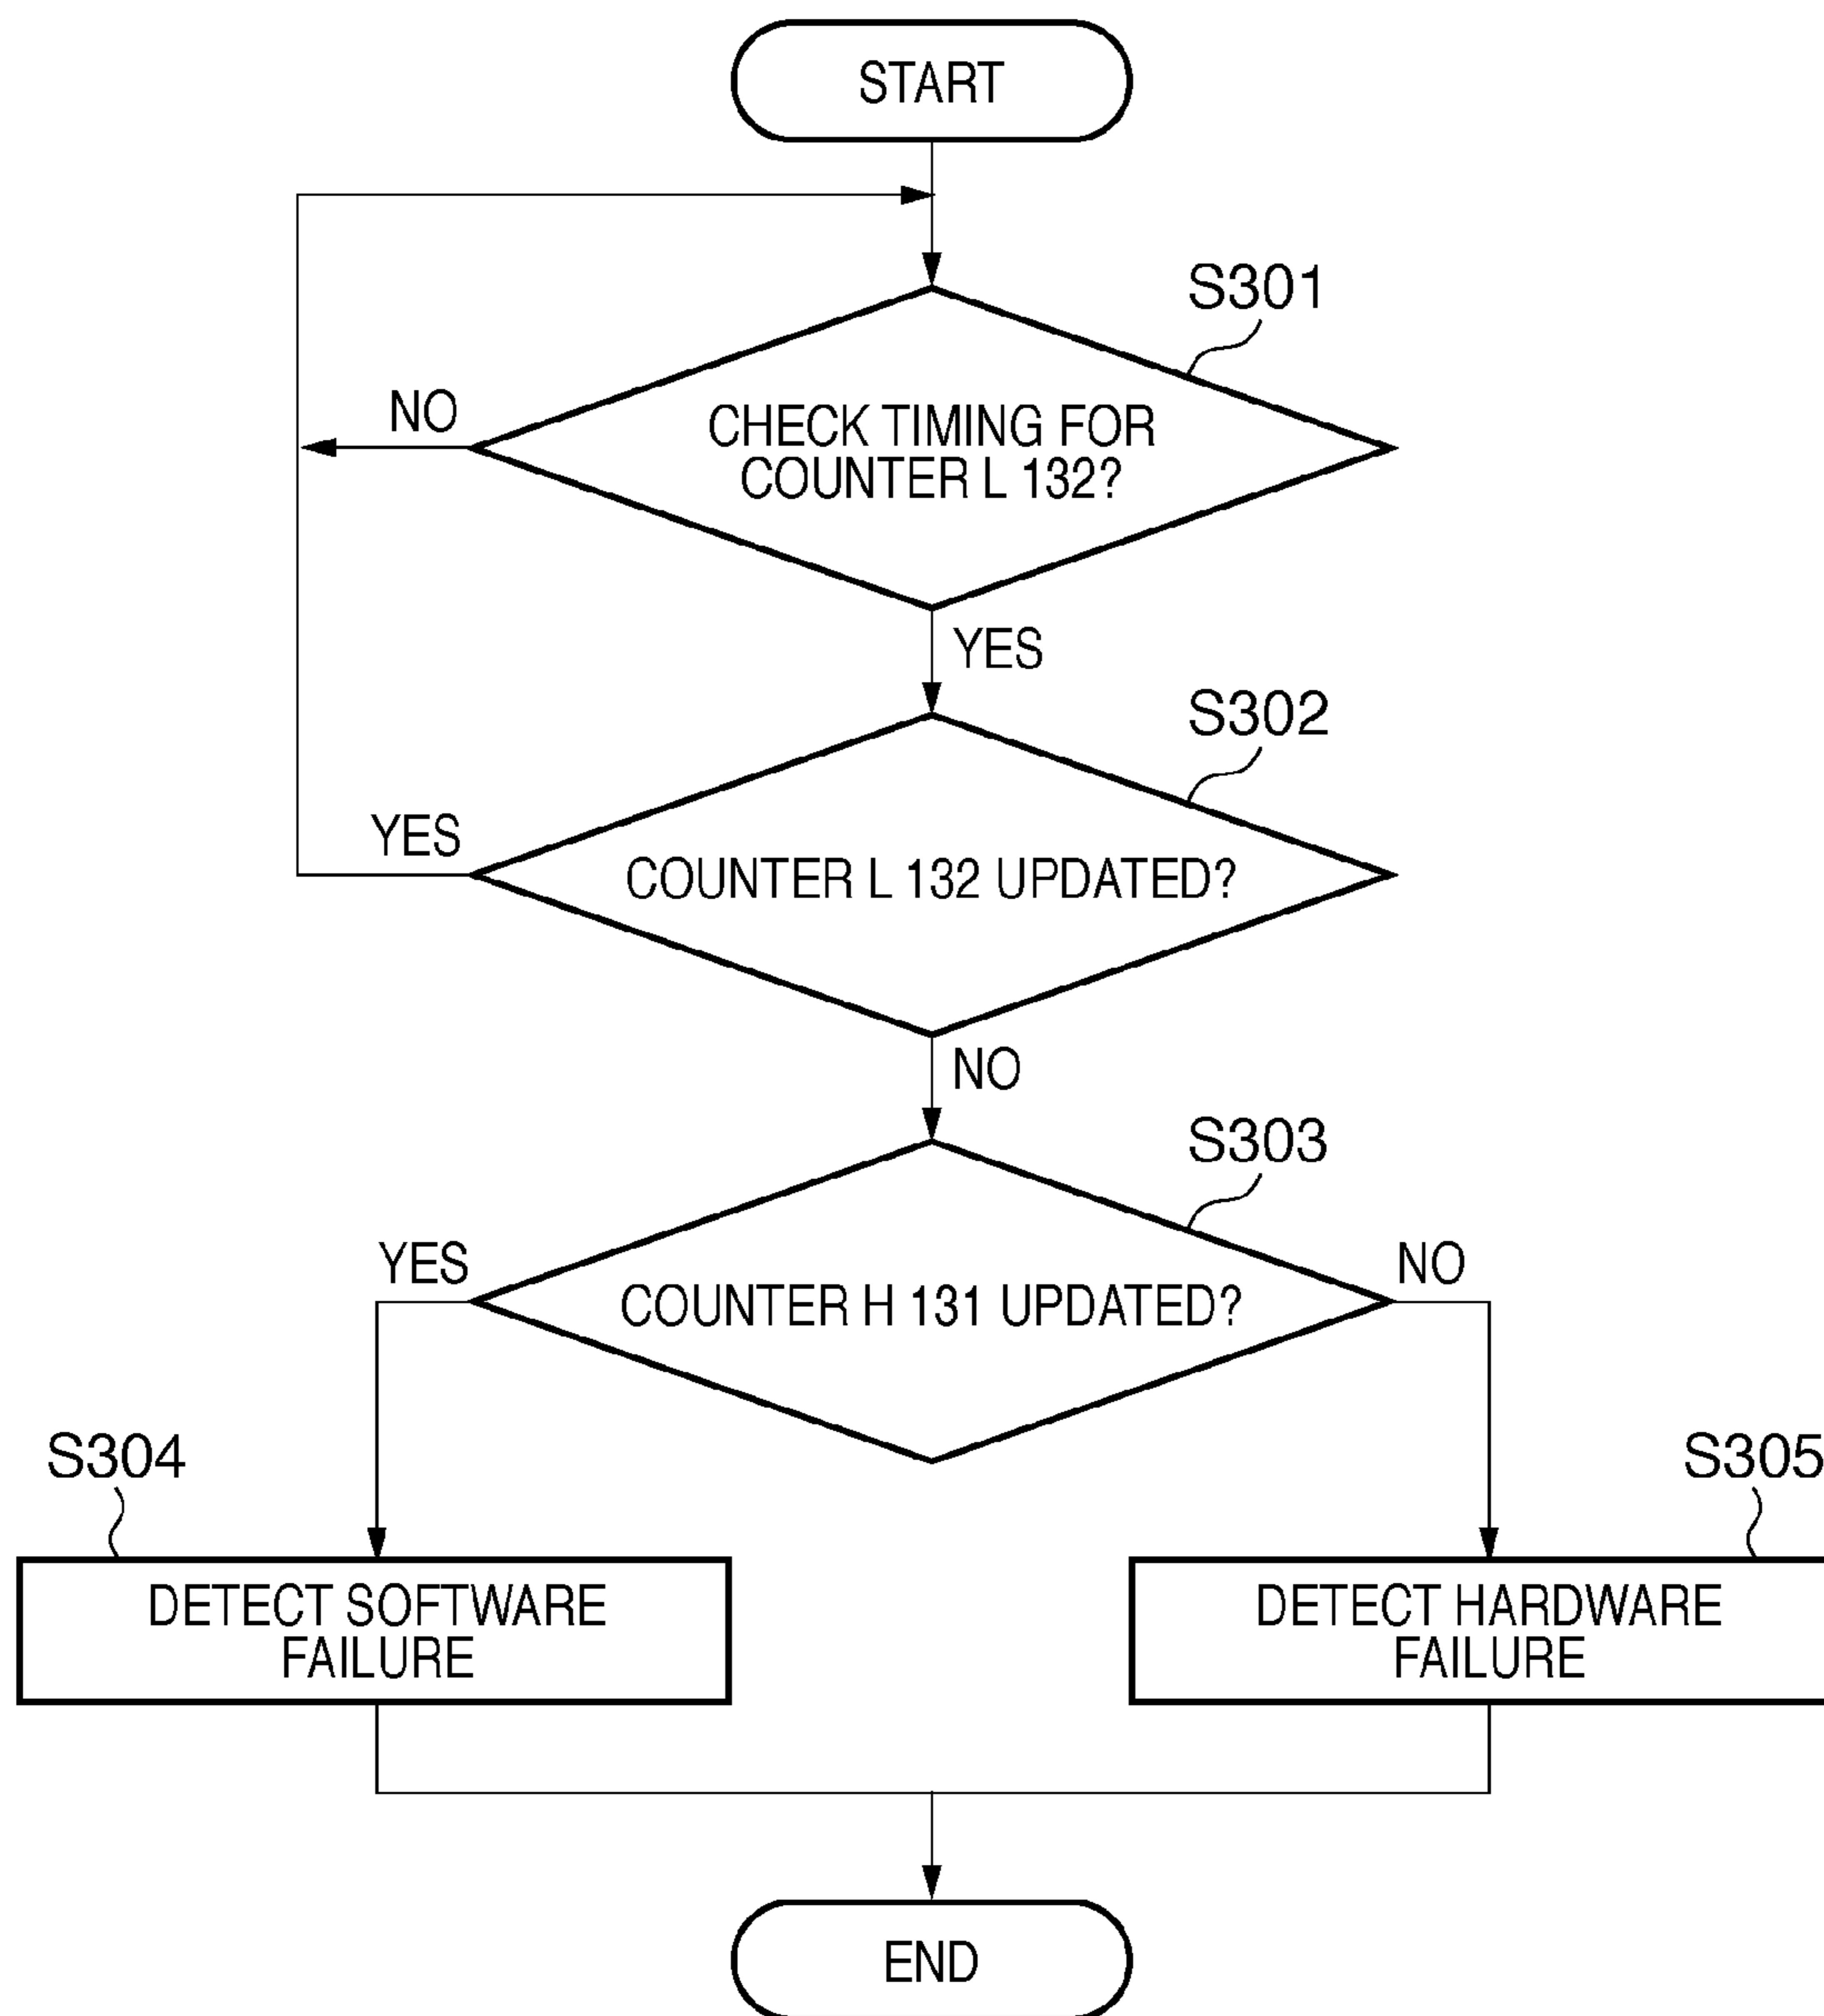 START
S301
NO
CHECK TIMING FOR
COUNTER L 132?
YES
S302
YES
COUNTER L 132 UPDATED?
NO
S303
YES
COUNTER H 131 UPDATED?
NO
S304
S305
DETECT SOFTWARE
FAILURE
DETECT HARDWARE
FAILURE
END